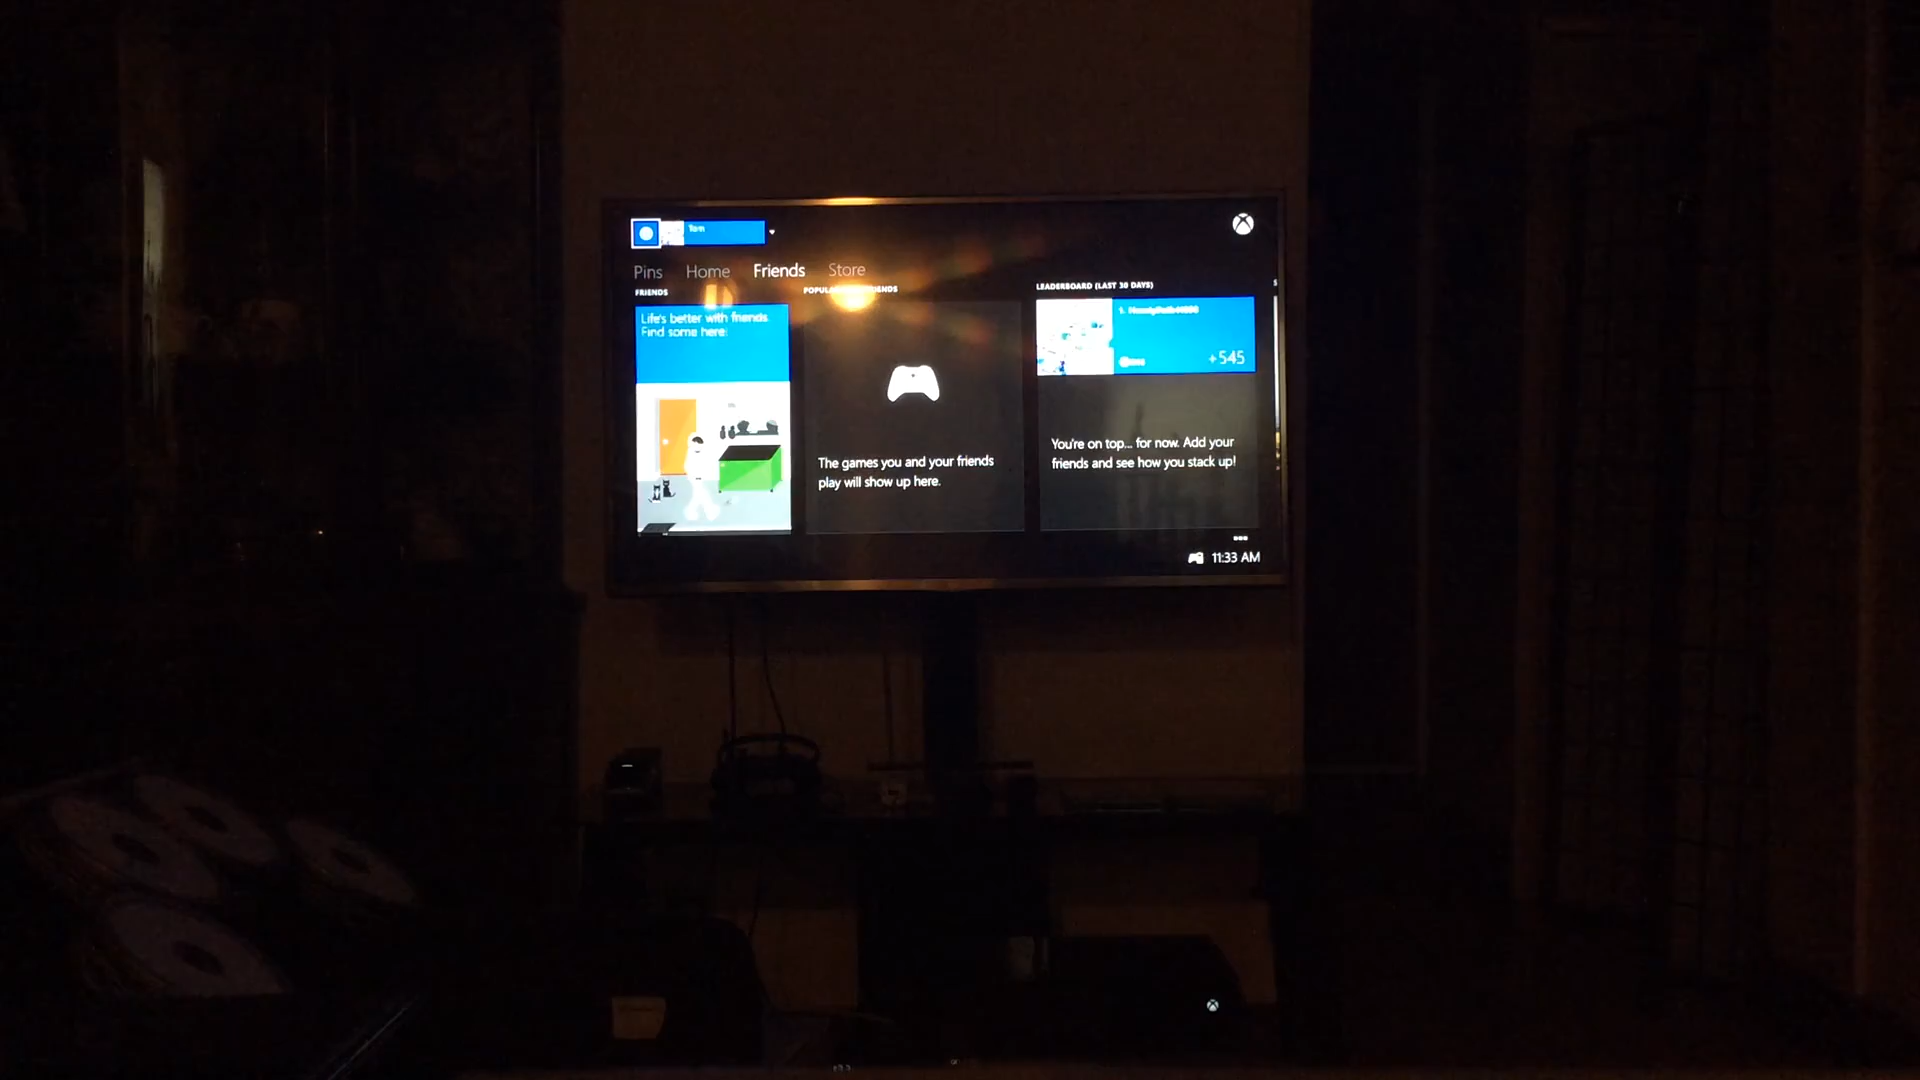 Tom
Pins Home Friends Store
FRIENDS
Life's better with friends.
Find some here!
The games you and your friends
play will show up here.
LEADERBOARD (LAST 30 DAYS)
1.
+545
You're on top... for now. Add your
friends and see how you stack up!
11:33 AM